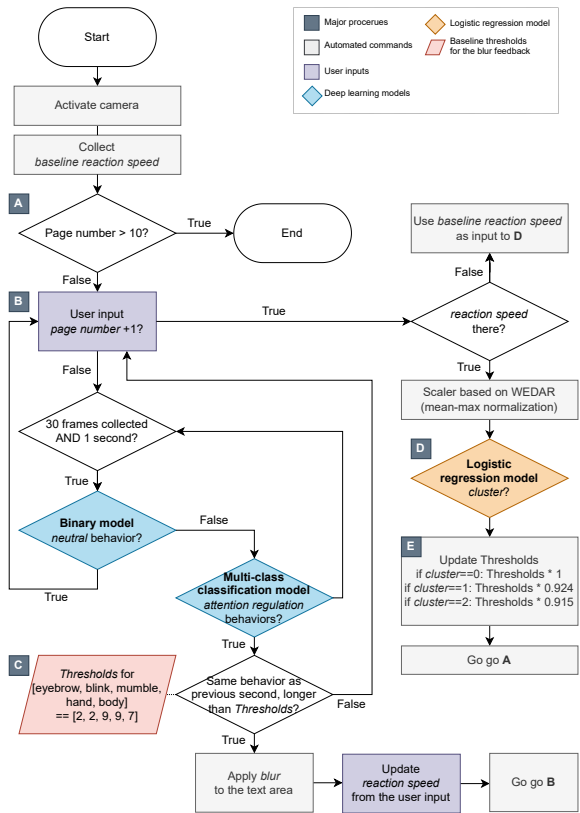 Start
Major procerues
Automated commands
User inputs
Deep learning models
Logistic regression model
Baseline thresholds
for the blur feedback
Activate camera
Collect
baseline reaction speed
A
Page number > 10?
True
End
False
Use baseline reaction speed
as input to D
False
B
User input
page number +1?
True
reaction speed
there?
False
True
30 frames collected
AND 1 second?
Scaler based on WEDAR
(mean-max normalization)
True
D
Logistic
regression model
cluster?
Binary model
neutral behavior?
False
True
E
Update Thresholds
if cluster==0: Thresholds * 1
if cluster==1: Thresholds * 0.924
if cluster==2: Thresholds * 0.915
Multi-class
classification model
attention regulation
behaviors?
True
Go go A
C
Thresholds for
[eyebrow, blink, mumble,
hand, body]
== [2, 2, 9, 9, 7]
Same behavior as
previous second, longer
than Thresholds?
False
True
Apply blur
to the text area
Update
reaction speed
from the user input
Go go B